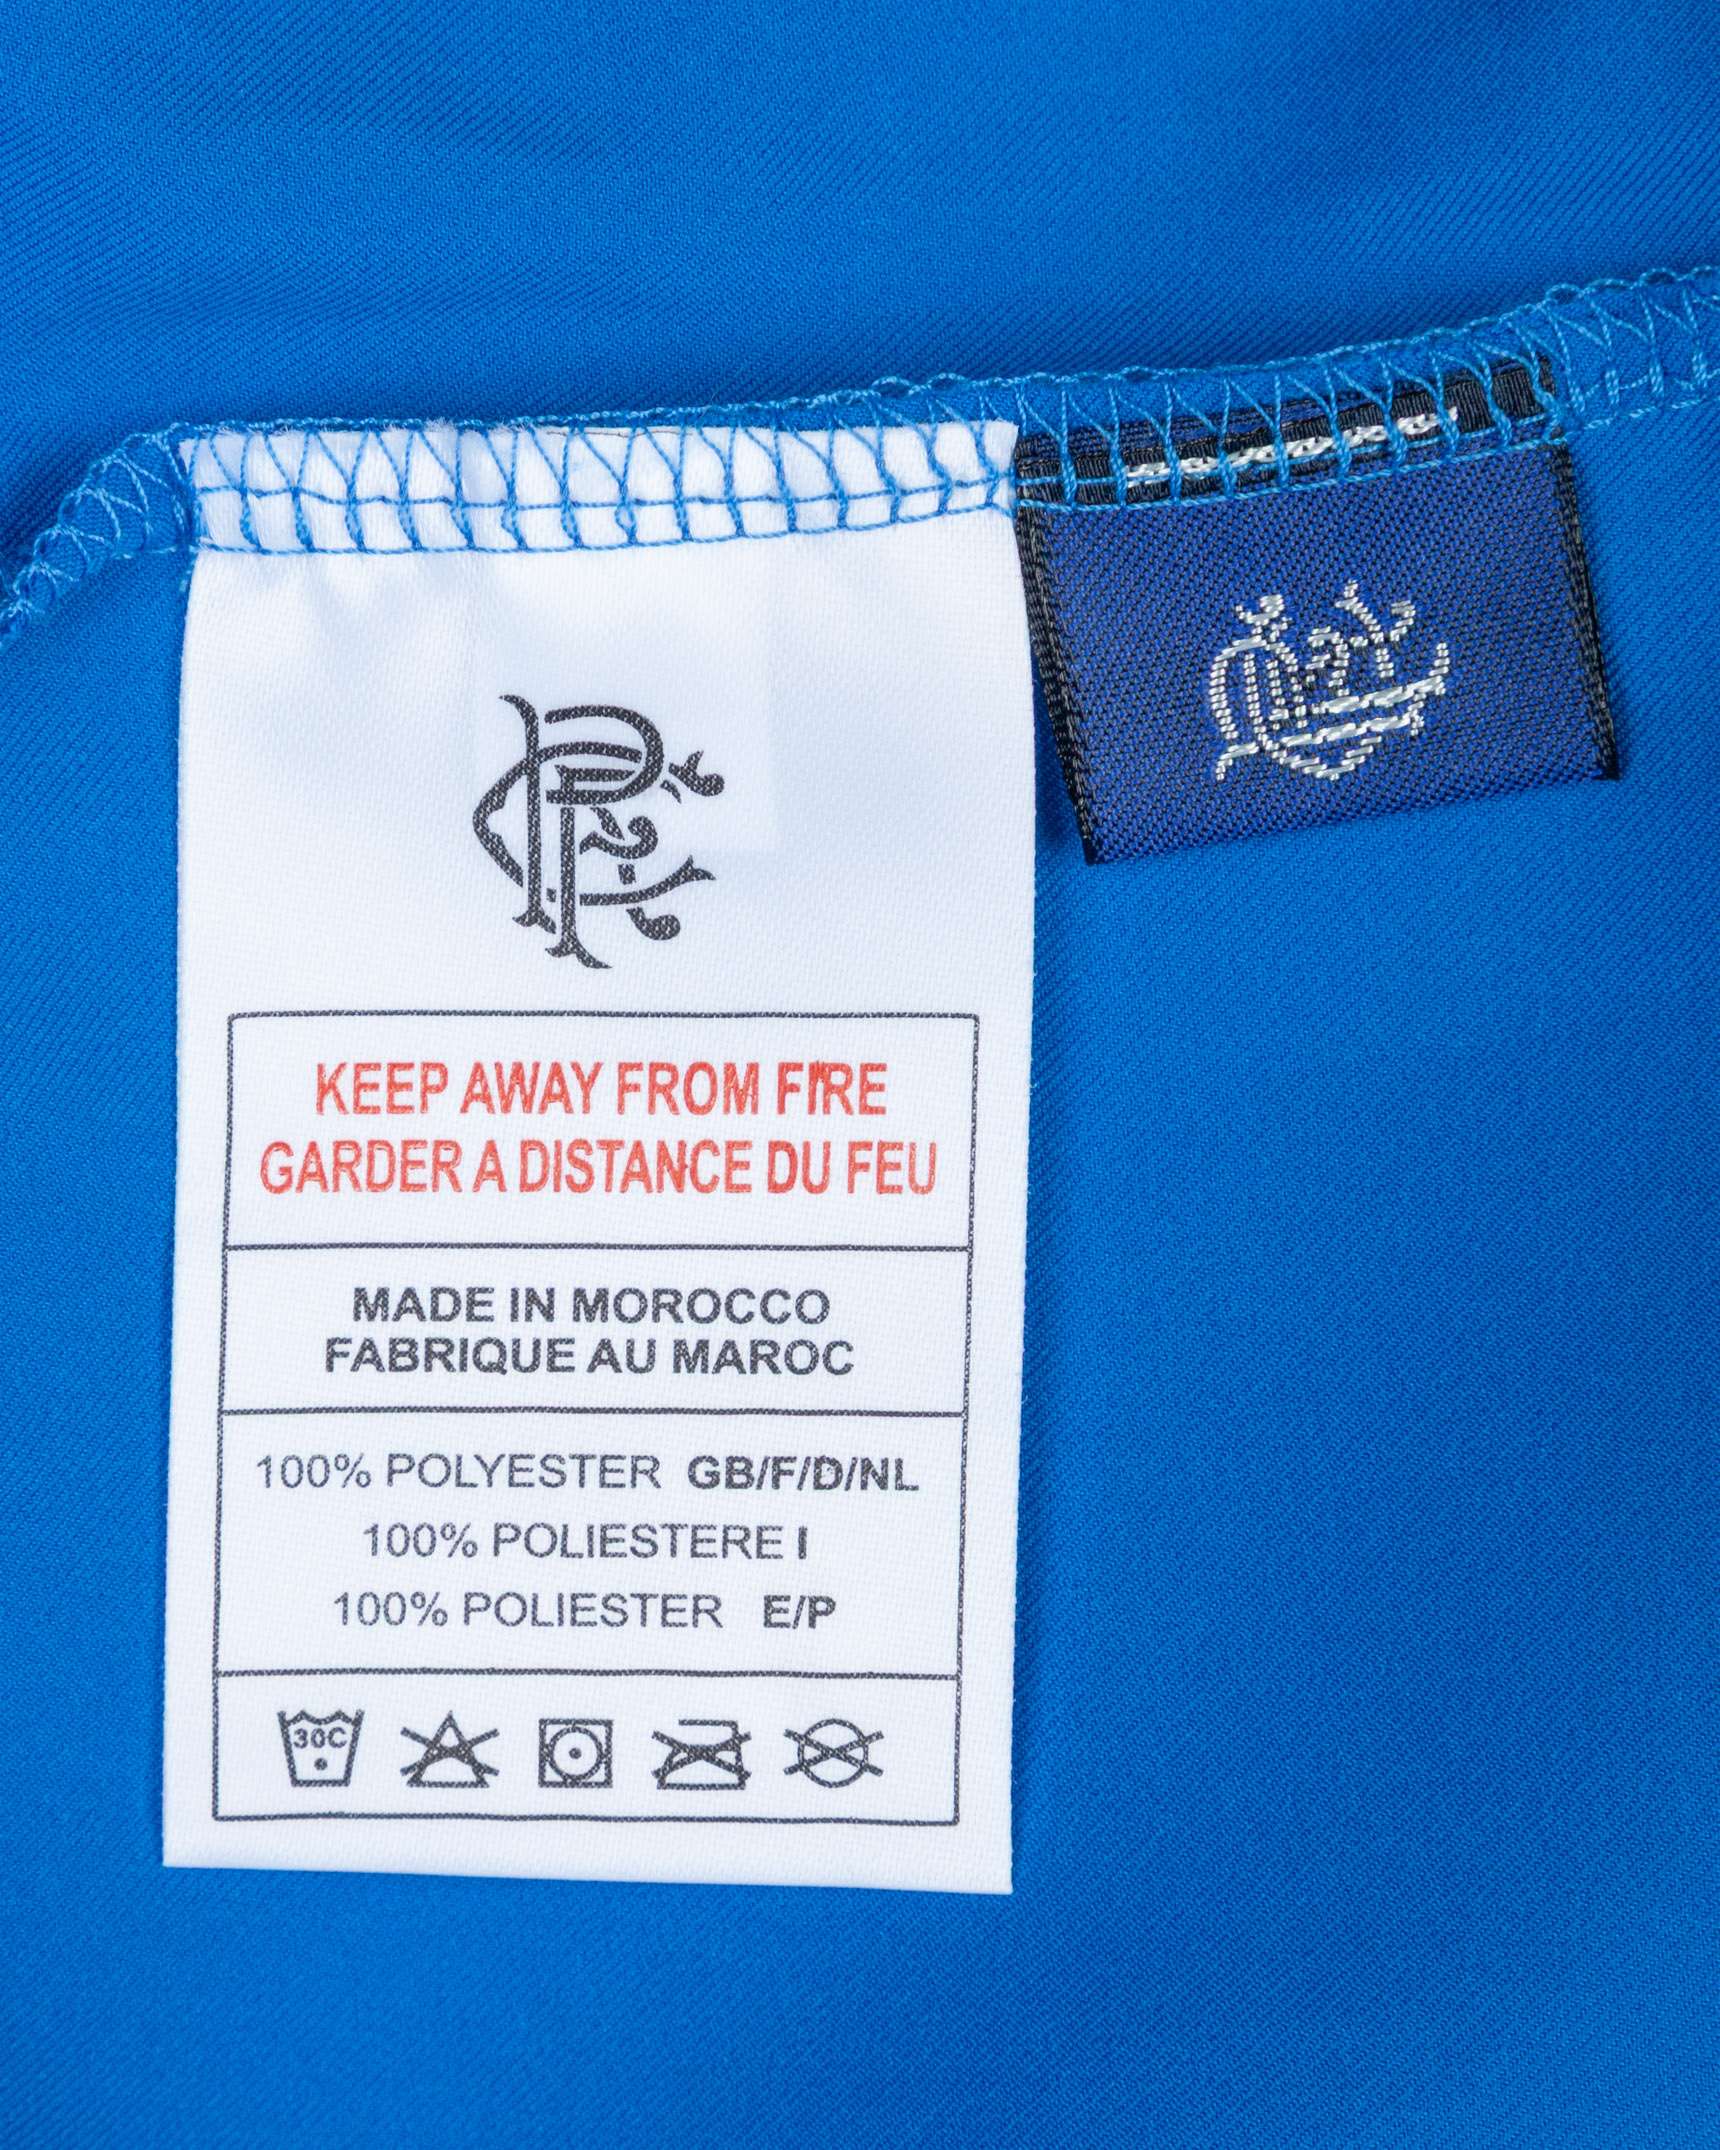 RFC
KEEP AWAY FROM FIRE
GARDER A DISTANCE DU FEU
MADE IN MOROCCO
FABRIQUE AU MAROC
100% POLYESTER GB/F/D/NL
100% POLIESTERE I
100% POLIESTER E/P
30C